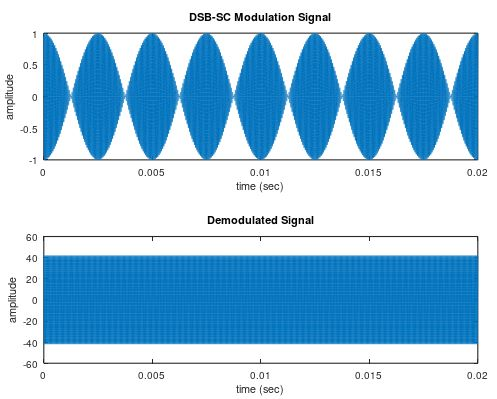 DSB-SC Modulation Signal
1
0.5
0
-0.5
-1
amplitude
0 0.005 0.01 0.015 0.02
time (sec)
Demodulated Signal
60
40
20
0
-20
-40
-60
amplitude
0 0.005 0.01 0.015 0.02
time (sec)